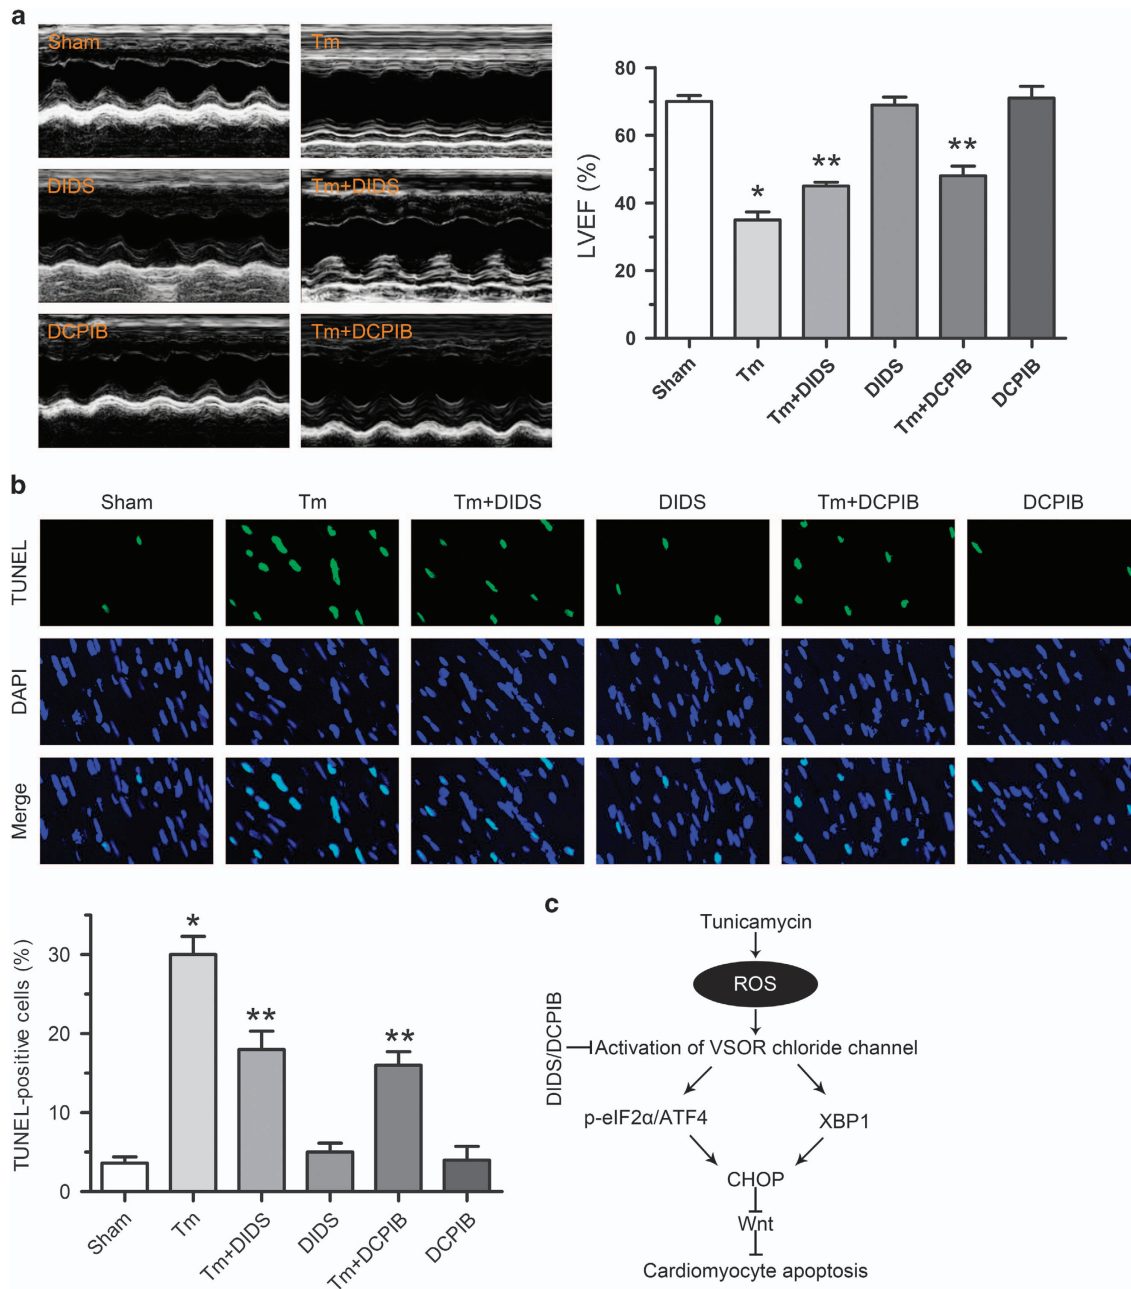 a
Sham
Tm
DIDS
Tm+DIDS
DCPIB
Tm+DCPIB
LVEF (%)
80
60
40
20
0
*
**
**
Sham
Tm
Tm+DIDS
DIDS
Tm+DCPIB
DCPIB
b
Sham Tm Tm+DIDS DIDS Tm+DCPIB DCPIB
TUNEL
DAPI
Merge
TUNEL-positive cells (%)
30
20
10
0
*
**
**
Sham
Tm
Tm+DIDS
DIDS
Tm+DCPIB
DCPIB
c
Tunicamycin
ROS
DIDS/DCPIB
Activation of VSOR chloride channel
p-eIF2α/ATF4
XBP1
CHOP
Wnt
Cardiomyocyte apoptosis